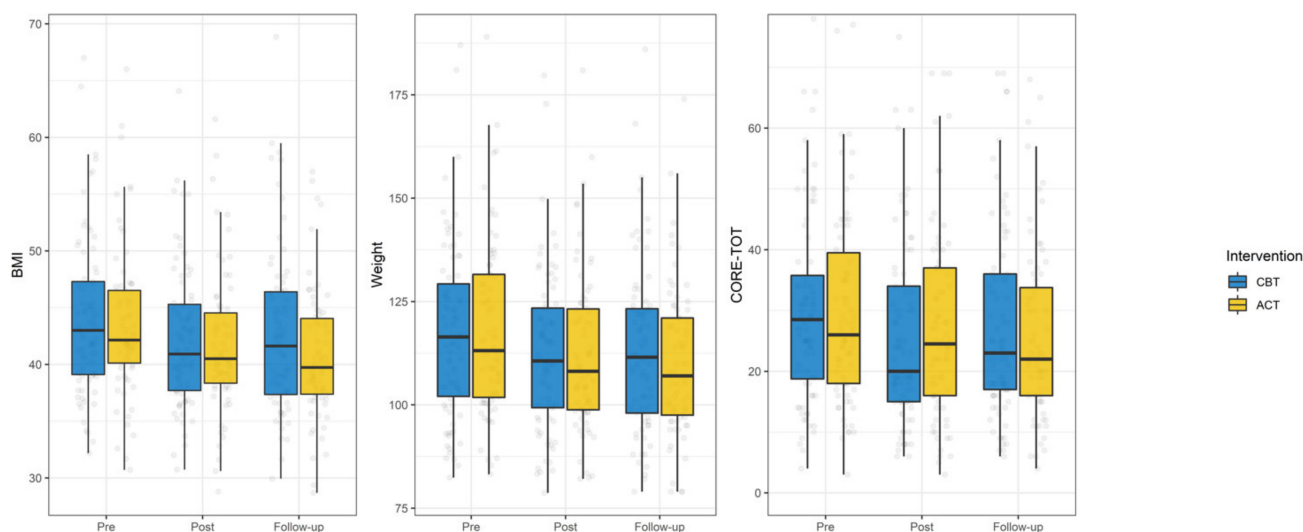 BMI
70
60
50
40
30
Pre Post Follow-up
Weight
175
150
125
100
75
Pre Post Follow-up
CORE-TOT
60
40
20
0
Pre Post Follow-up
Intervention
CBT
ACT